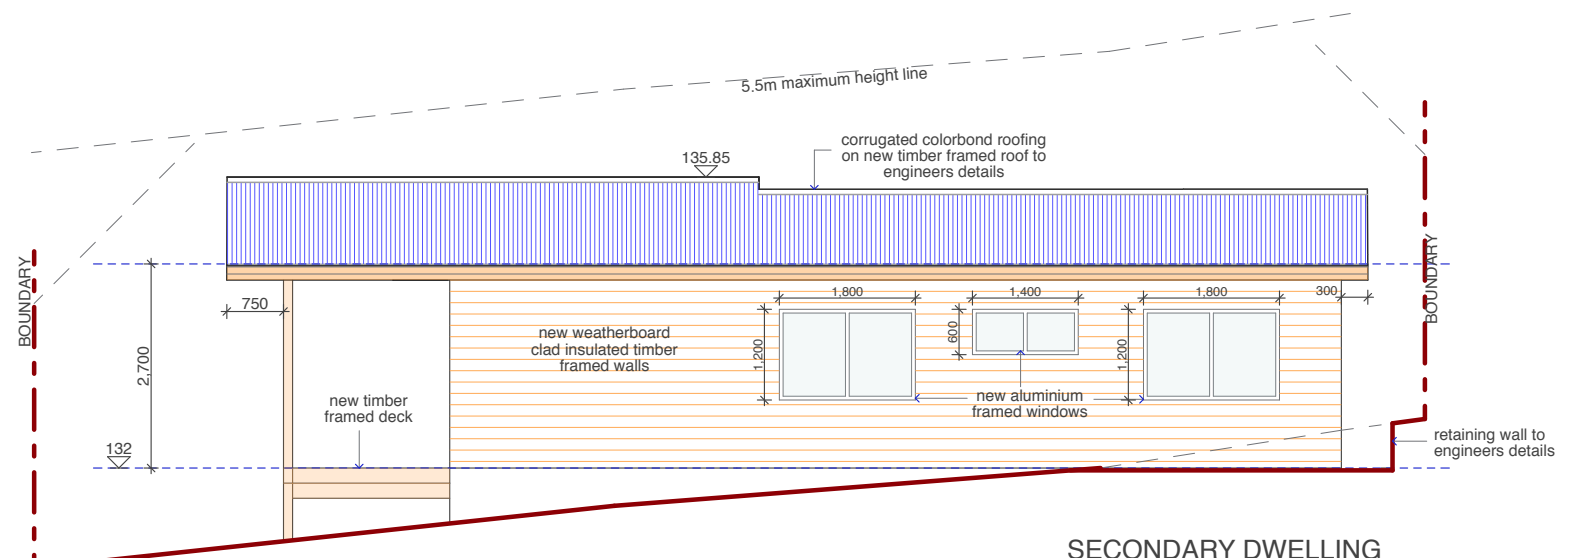 5.5m maximum height line
corrugated colorbond roofing
on new timber framed roof to
engineers details
135.85
BOUNDARY
BOUNDARY
750
1,800
1,400
1,800
300
2,700
new weatherboard
clad insulated timber
framed walls
1,200
600
1,200
new timber
framed deck
new aluminium
framed windows
132
retaining wall to
engineers details
SECONDARY DWELLING